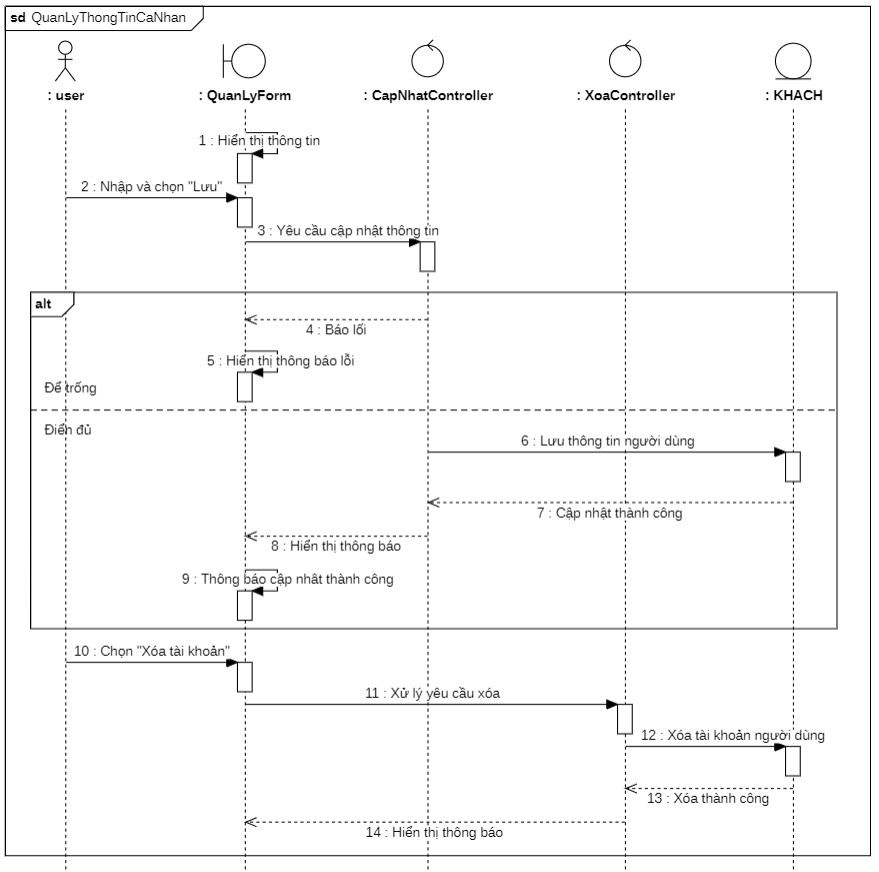 sd QuanLyThongTinCaNhan
: user
: QuanLyForm
: CapNhatController
: XoaController
: KHACH
1 : Hiển thị thông tin
2 : Nhập và chọn "Lưu"
3 : Yêu cầu cập nhật thông tin
alt
4 : Báo lối
5 : Hiển thị thông báo lỗi
Để trống
Điển đủ
6 : Lưu thông tin người dùng
7 : Cập nhật thành công
8 : Hiển thị thông báo
9 : Thông báo cập nhât thành công
10 : Chọn "Xóa tài khoản"
11 : Xử lý yêu cầu xóa
12 : Xóa tài khoản người dùng
13 : Xóa thành công
14 : Hiển thị thông báo